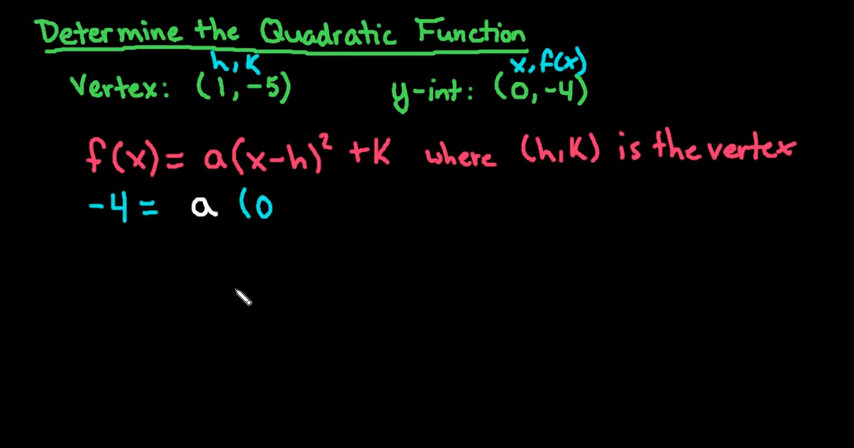 Determine the Quadratic Function
h, K x, f(x)
Vertex: (1, -5) y-int: (0, -4)
f(x) = a(x-h)² + K where (h, K) is the vertex
-4 = a (0